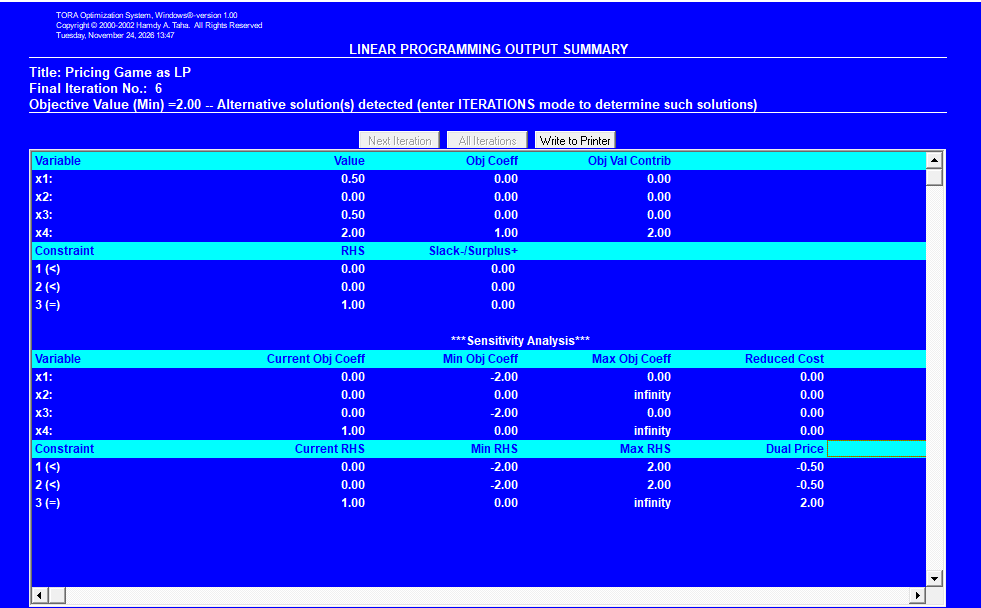 TORA Optimization System, Windows®-version 1.00
Copyright © 2000-2002 Hamdy A. Taha. All Rights Reserved
Tuesday, November 24, 2026 13:47
LINEAR PROGRAMMING OUTPUT SUMMARY
Title: Pricing Game as LP
Final Iteration No.: 6
Objective Value (Min) =2.00 -- Alternative solution(s) detected (enter ITERATIONS mode to determine such solutions)
Next Iteration All Iterations Write to Printer
Variable Value Obj Coeff Obj Val Contrib
x1: 0.50 0.00 0.00
x2: 0.00 0.00 0.00
x3: 0.50 0.00 0.00
x4: 2.00 1.00 2.00
Constraint RHS Slack-/Surplus+
1 (<) 0.00 0.00
2 (<) 0.00 0.00
3 (=) 1.00 0.00
***Sensitivity Analysis***
Variable Current Obj Coeff Min Obj Coeff Max Obj Coeff Reduced Cost
x1: 0.00 -2.00 0.00 0.00
x2: 0.00 0.00 infinity 0.00
x3: 0.00 -2.00 0.00 0.00
x4: 1.00 0.00 infinity 0.00
Constraint Current RHS Min RHS Max RHS Dual Price
1 (<) 0.00 -2.00 2.00 -0.50
2 (<) 0.00 -2.00 2.00 -0.50
3 (=) 1.00 0.00 infinity 2.00